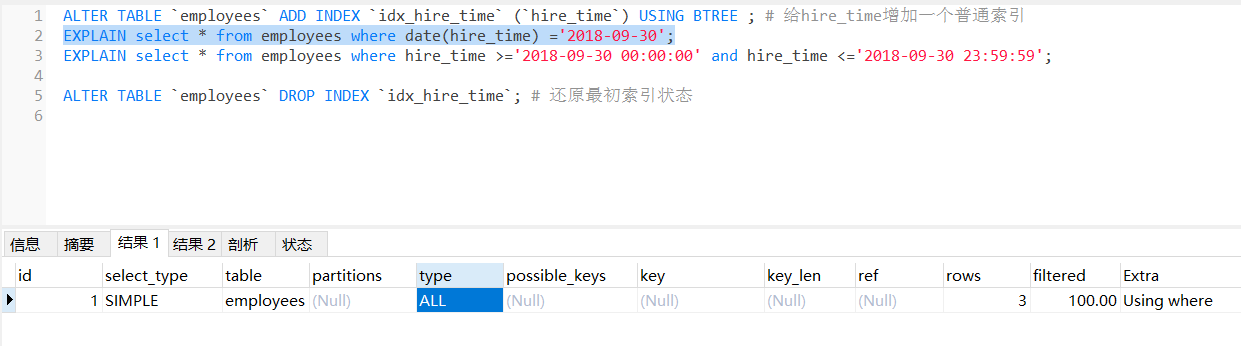 1 ALTER TABLE `employees` ADD INDEX `idx_hire_time` (`hire_time`) USING BTREE ; # 给hire_time增加一个普通索引
2 EXPLAIN select * from employees where date(hire_time) ='2018-09-30';
3 EXPLAIN select * from employees where hire_time >='2018-09-30 00:00:00' and hire_time <='2018-09-30 23:59:59';
4
5 ALTER TABLE `employees` DROP INDEX `idx_hire_time`; # 还原最初索引状态
6
信息 摘要 结果 1 结果 2 剖析 状态
id select_type table partitions type possible_keys key key_len ref rows filtered Extra
1 SIMPLE employees (Null) ALL (Null) (Null) (Null) (Null) 3 100.00 Using where